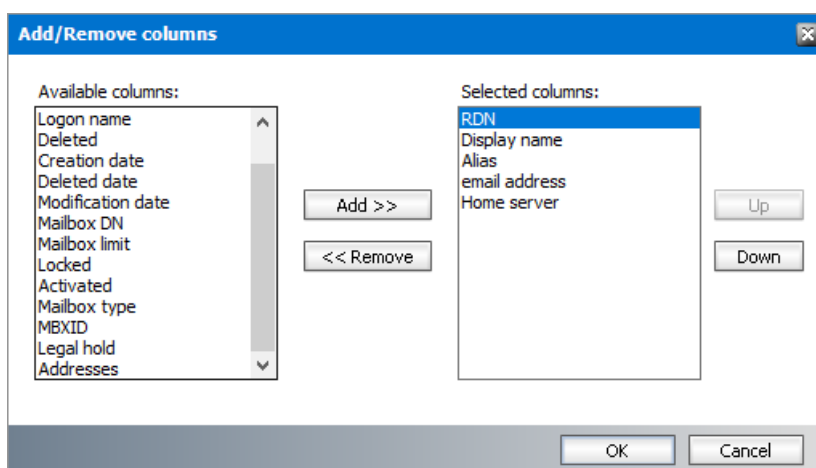 Add/Remove columns
Available columns:
Logon name
Deleted
Creation date
Deleted date
Modification date
Mailbox DN
Mailbox limit
Locked
Activated
Mailbox type
MBXID
Legal hold
Addresses
Add >>
<< Remove
Selected columns:
RDN
Display name
Alias
email address
Home server
Up
Down
OK
Cancel